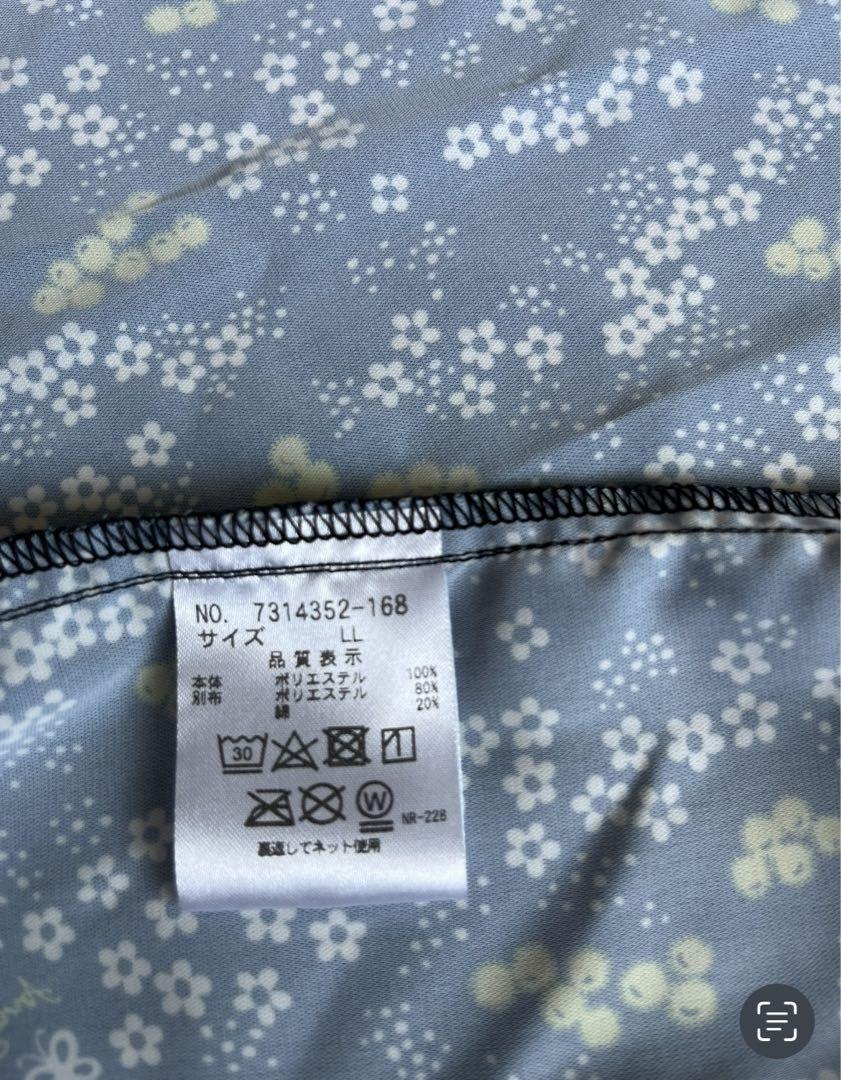 NO. 7314352-168
サイズ LL
品質表示
本体 ポリエステル 100%
別布 ポリエステル 80%
綿 20%
30
W NR-228
裏返してネット使用